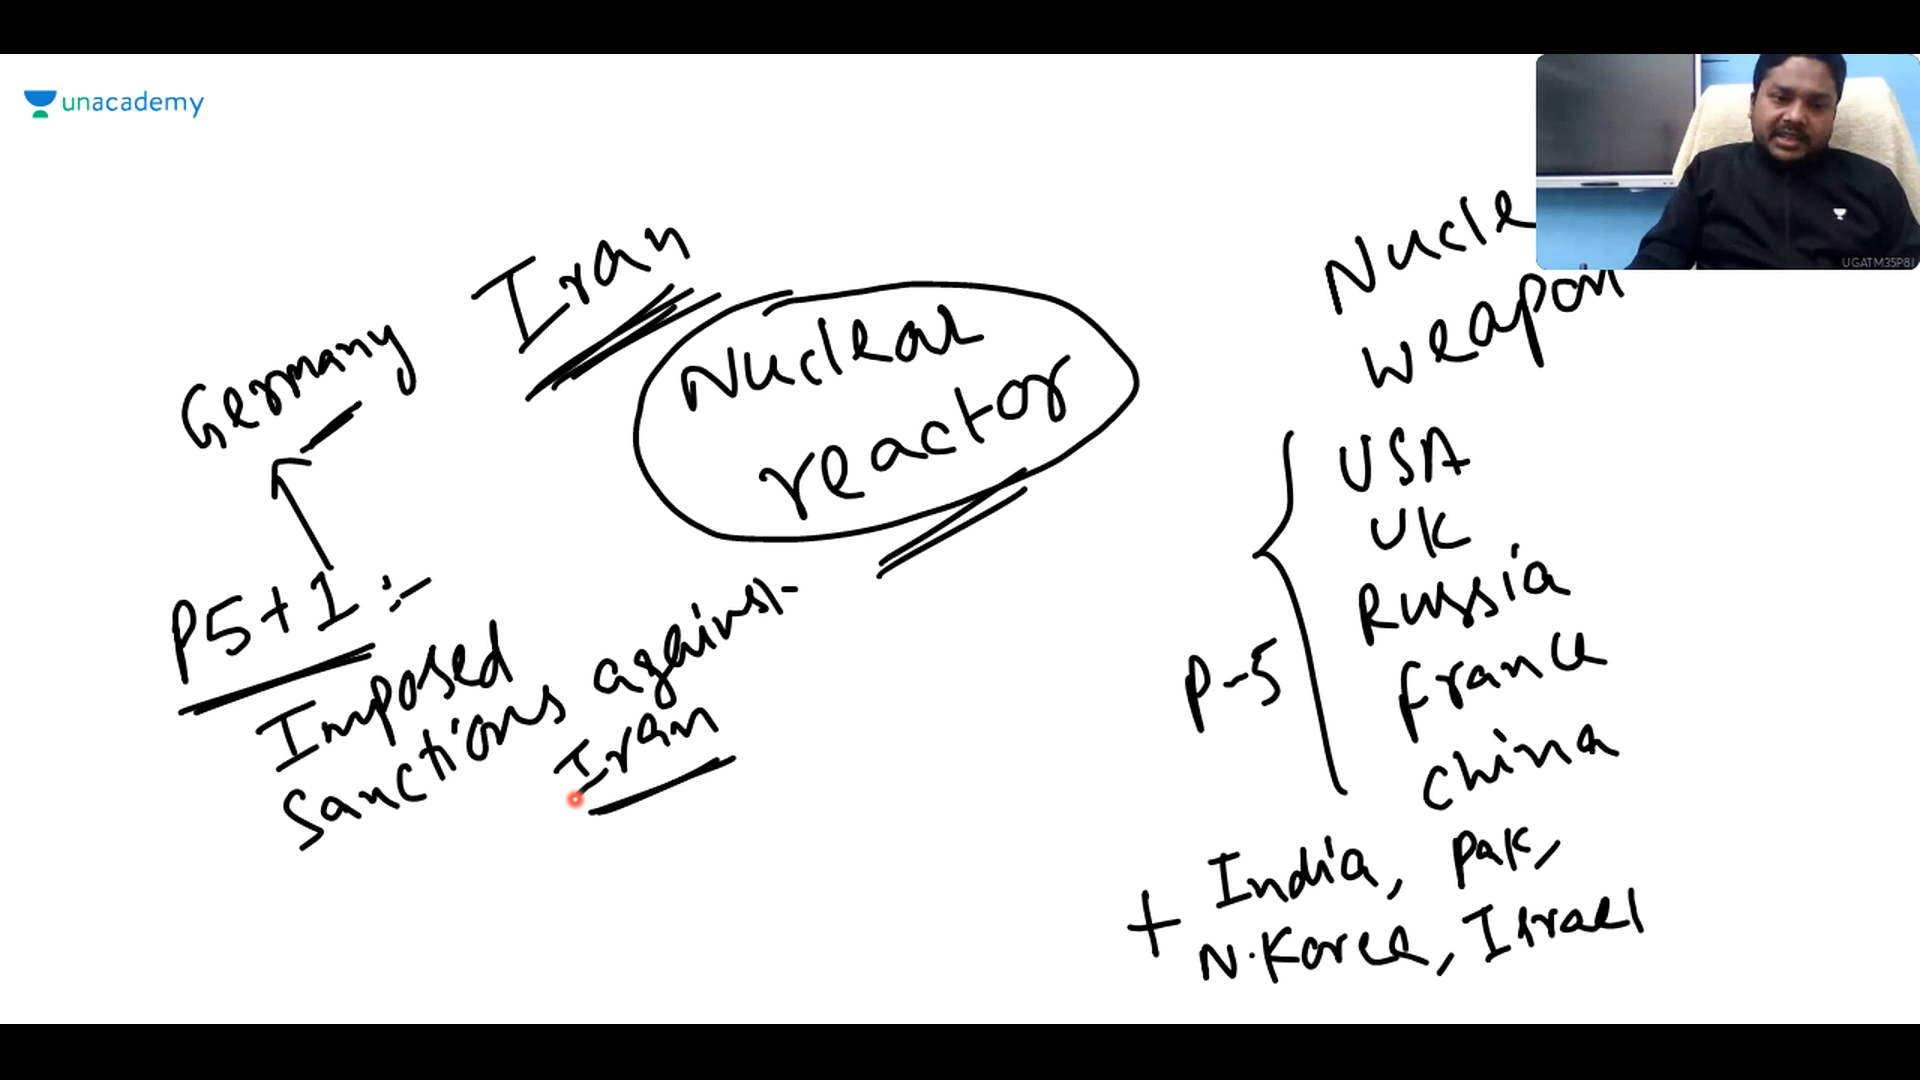 unacademy
UGATM35P8I
Iran
Nuclear
reactor
Germany
P5+1:-
Imposed
Sanctions against
Iran
Nucle
weapon
USA
UK
Russia
France
China
P-5
+ India, Pak,
N.Korea, Israel